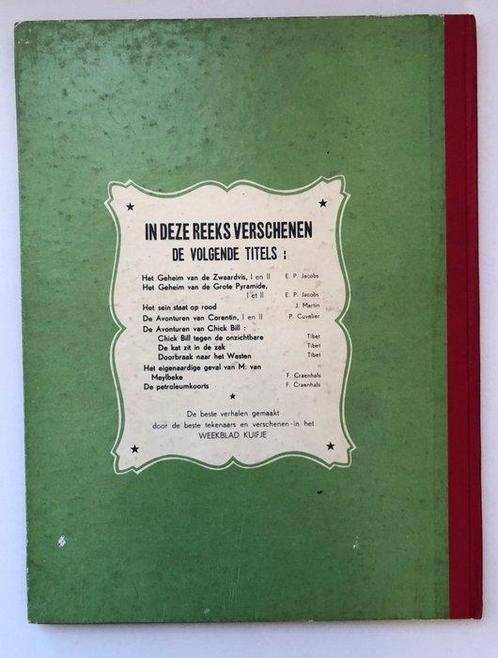 IN DEZE REEKS VERSCHENEN
DE VOLGENDE TITELS :
Het Geheim van de Zwaardvis, I en II E. P. Jacobs
Het Geheim van de Grote Pyramide,
I et II E. P. Jacobs
Het sein staat op rood J. Martin
De Avonturen van Corentin, I en II P. Cuvelier
De Avonturen van Chick Bill :
Chick Bill tegen de onzichtbare Tibet
De kat zit in de zak Tibet
Doorbraak naar het Westen Tibet
Het eigenaardige geval van M. van
Meylbeke F. Craenhals
De petroleumkoorts F. Craenhals
De beste verhalen gemaakt
door de beste tekenaars en verschenen in het
WEEKBLAD KUIFJE